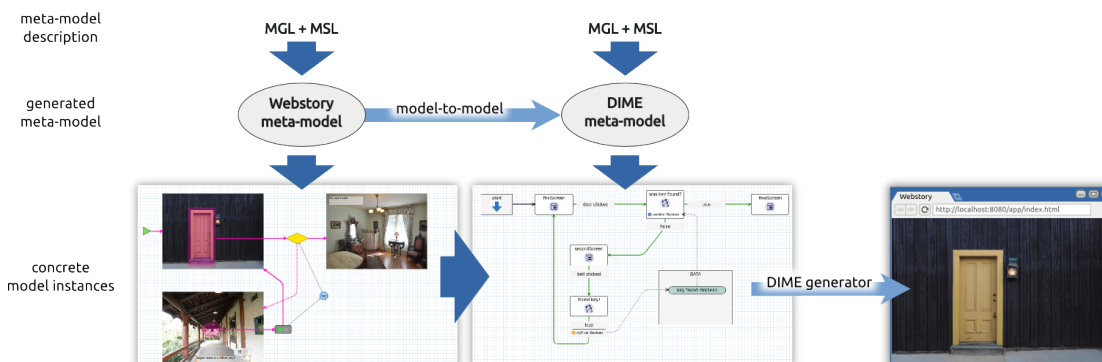 meta-model
description
MGL + MSL
MGL + MSL
generated
meta-model
Webstory
meta-model
model-to-model
DIME
meta-model
concrete
model instances
start
firstScreen
door clicked
was key found?
true
finalScreen
false
secondScreen
bell clicked
DATA
key found :Boolean
true
DIME generator
Webstory
http://localhost:8080/app/index.html